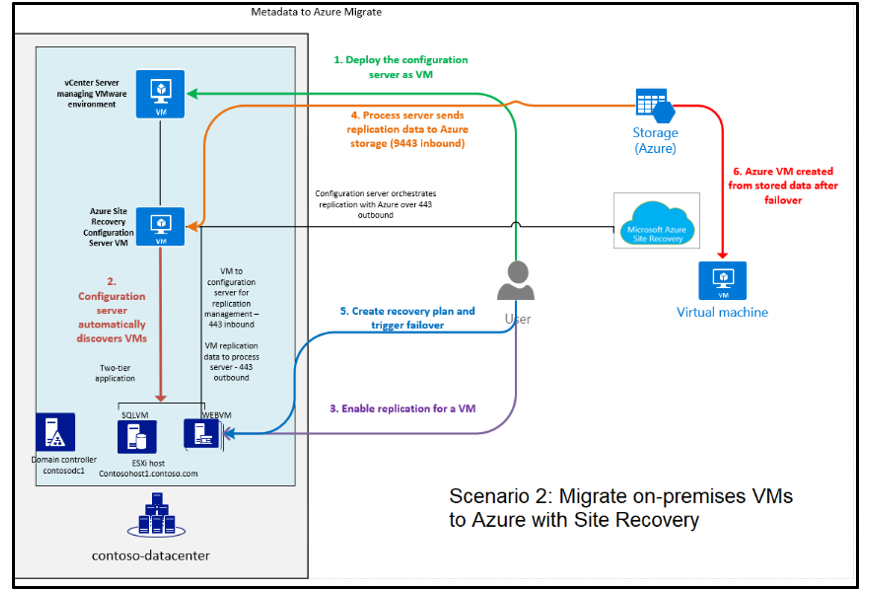 Metadata to Azure Migrate
vCenter Server
managing VMware
environment
VM
1. Deploy the configuration
server as VM
4. Process server sends
replication data to Azure
storage (9443 inbound)
Storage
(Azure)
6. Azure VM created
from stored data after
failover
Configuration server orchestrates
replication with Azure over 443
outbound
Azure Site
Recovery
Configuration
Server VM
VM
Microsoft Azure
Site Recovery
2.
Configuration
server
automatically
discovers VMs
VM to
configuration
server for
replication
management –
443 inbound
VM replication
data to process
server - 443
outbound
User
VM
Virtual machine
5. Create recovery plan and
trigger failover
Two-tier
application
3. Enable replication for a VM
SQLVM
WEBVM
Domain controller
contosodc1
ESXi host
Contosohost1.contoso.com
contoso-datacenter
Scenario 2: Migrate on-premises VMs
to Azure with Site Recovery